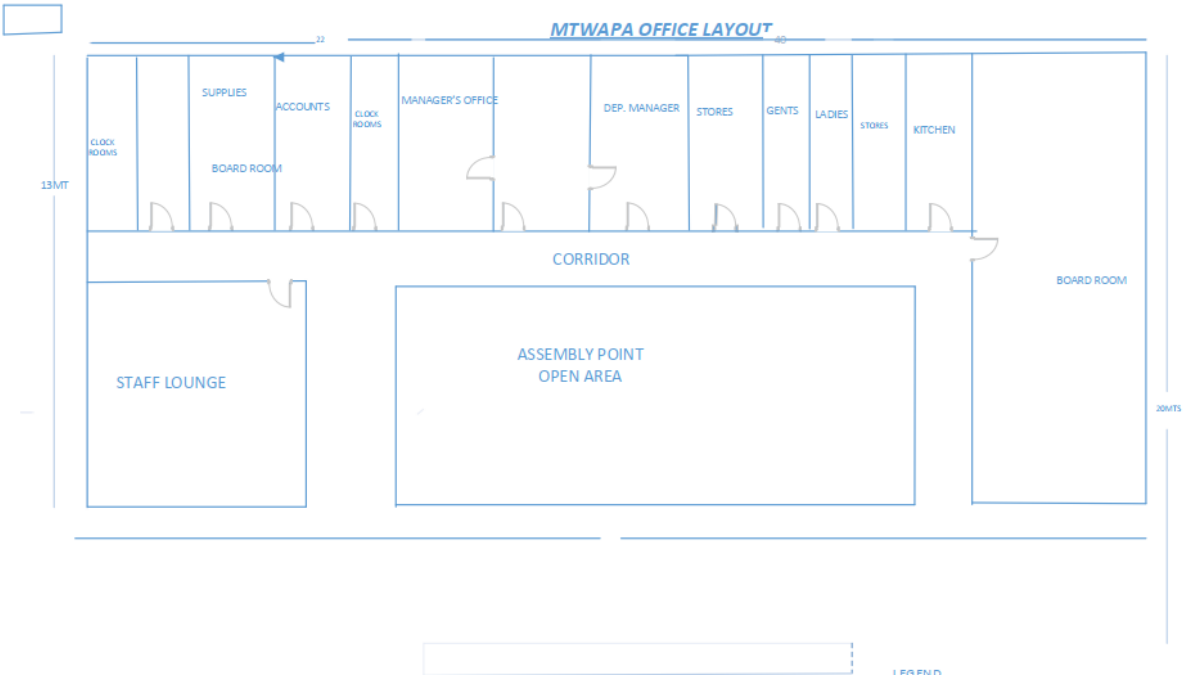 MTWAPA OFFICE LAYOUT
22
40
SUPPLIES
ACCOUNTS
MANAGER'S OFFICE
DEP. MANAGER
STORES
GENTS
LADIES
CLOCK
ROOMS
STORES
KITCHEN
CLOCK
ROOMS
BOARD ROOM
13MT
CORRIDOR
BOARD ROOM
ASSEMBLY POINT
OPEN AREA
STAFF LOUNGE
20MTS
LEGEND